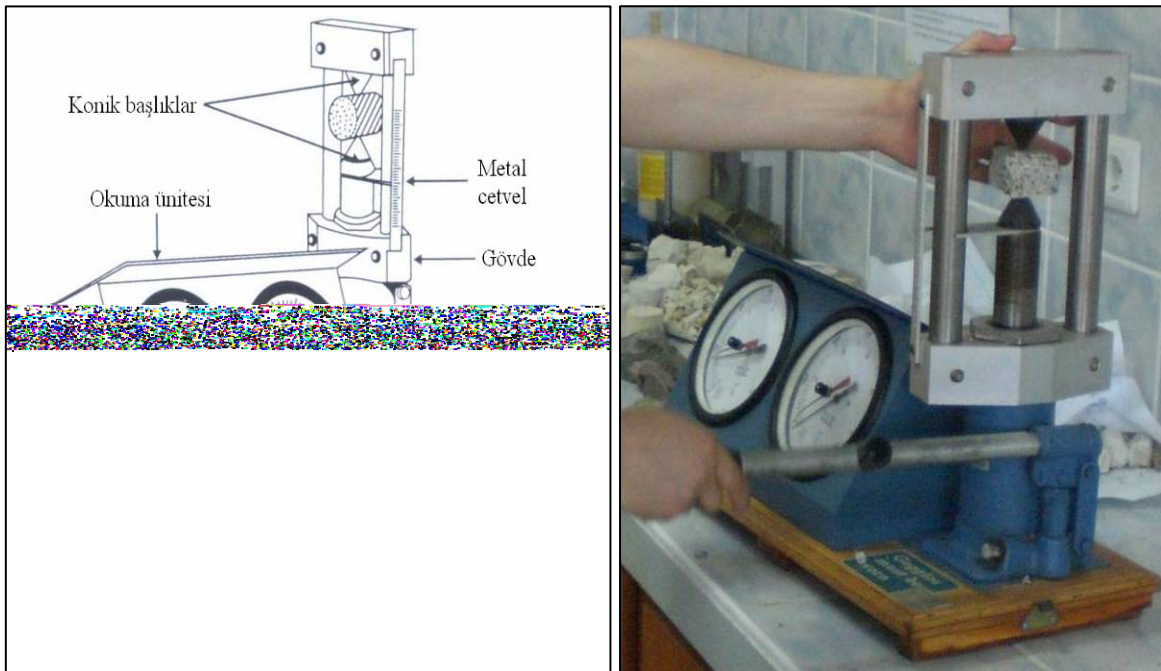 Konik başlıklar
Metal
cetvel
Okuma ünitesi
Gövde